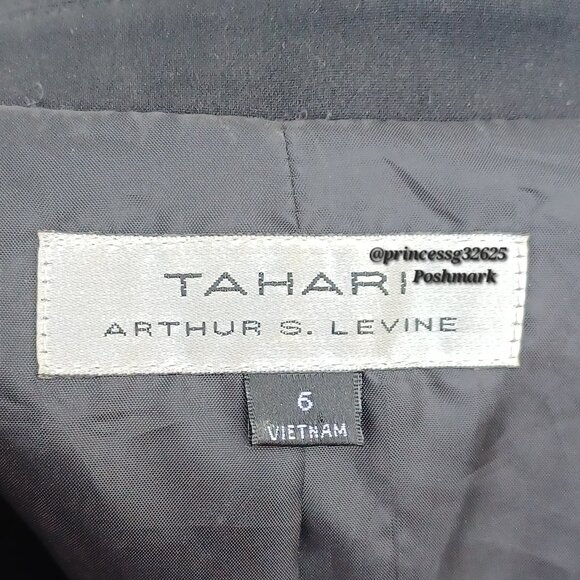 @princessg32625
Poshmark
TAHARI
ARTHUR S. LEVINE
6
VIETNAM